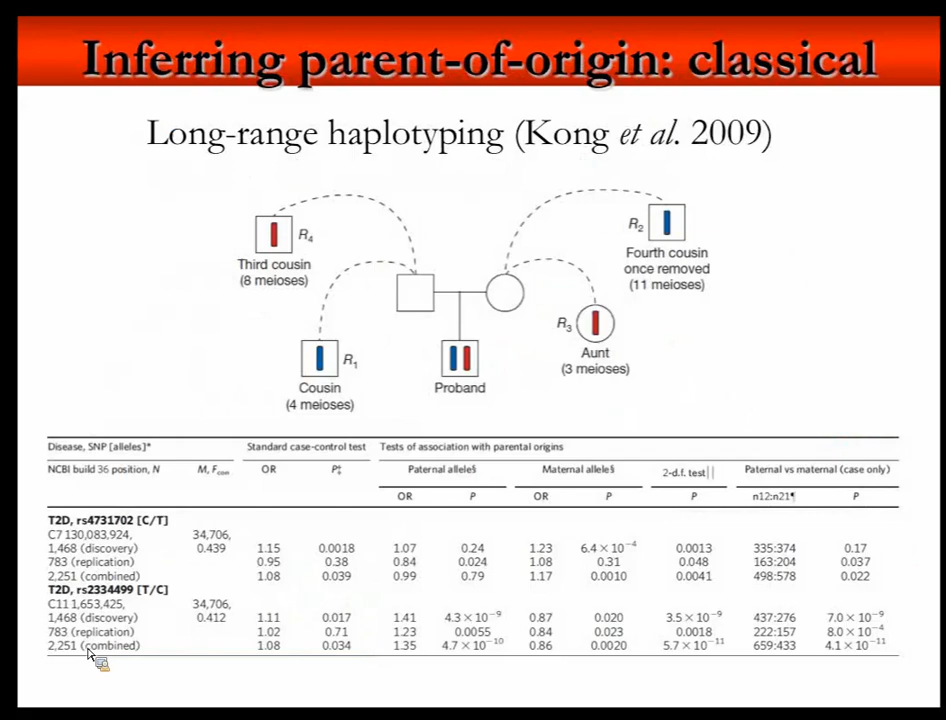 Inferring parent-of-origin: classical
Long-range haplotyping (Kong et al. 2009)
R4
Third cousin
(8 meioses)
R2
Fourth cousin
once removed
(11 meioses)
R1
Cousin
(4 meioses)
Proband
R3
Aunt
(3 meioses)
Disease, SNP [alleles]* Standard case-control test Tests of association with parental origins
NCBI build 36 position, N M, Fcon OR P‡ Paternal allele§ Maternal allele§ 2-d.f. test|| Paternal vs maternal (case only)
OR P OR P P n12:n21¶ P
T2D, rs4731702 [C/T]
C7 130,083,924, 34,706,
1,468 (discovery) 0.439 1.15 0.0018 1.07 0.24 1.23 6.4 × 10−4 0.0013 335:374 0.17
783 (replication) 0.95 0.38 0.84 0.024 1.08 0.31 0.048 163:204 0.037
2,251 (combined) 1.08 0.039 0.99 0.79 1.17 0.0010 0.0041 498:578 0.022
T2D, rs2334499 [T/C]
C11 1,653,425, 34,706,
1,468 (discovery) 0.412 1.11 0.017 1.41 4.3 × 10−9 0.87 0.020 3.5 × 10−9 437:276 7.0 × 10−9
783 (replication) 1.02 0.71 1.23 0.0055 0.84 0.023 0.0018 222:157 8.0 × 10−4
2,251 (combined) 1.08 0.034 1.35 4.7 × 10−10 0.86 0.0020 5.7 × 10−11 659:433 4.1 × 10−11